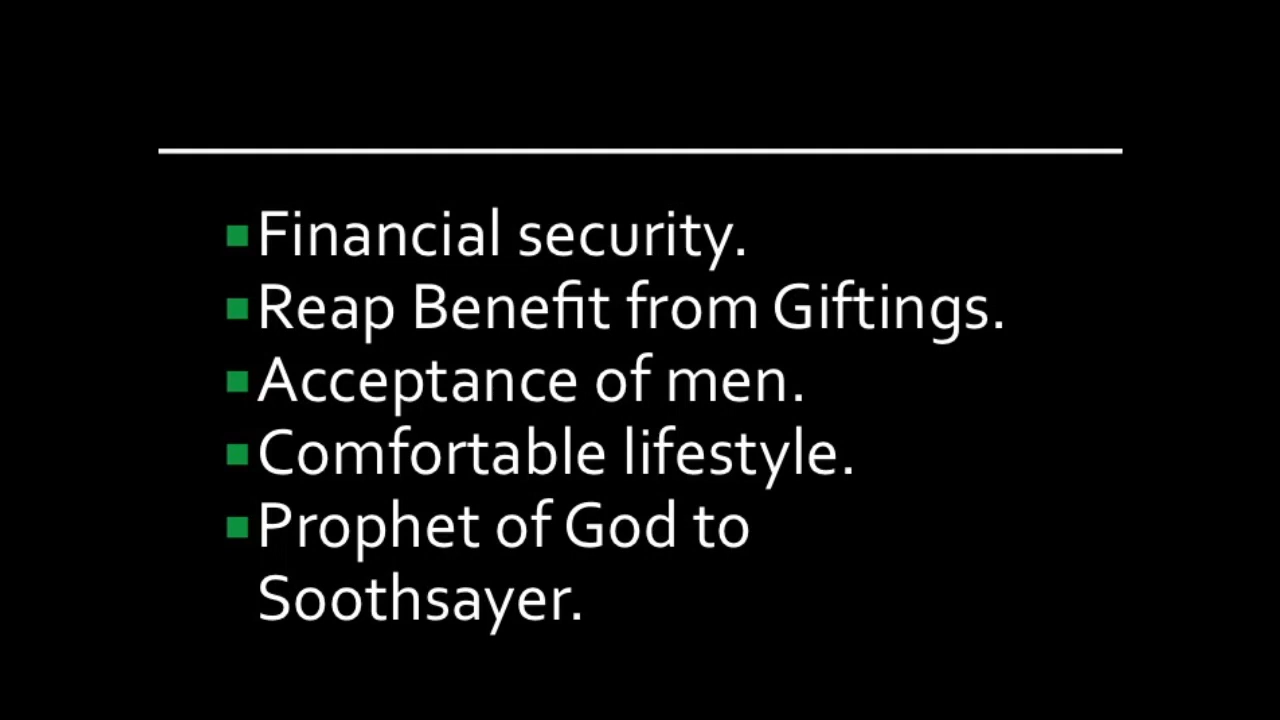 Financial security.
Reap Benefit from Giftings.
Acceptance of men.
Comfortable lifestyle.
Prophet of God to
Soothsayer.